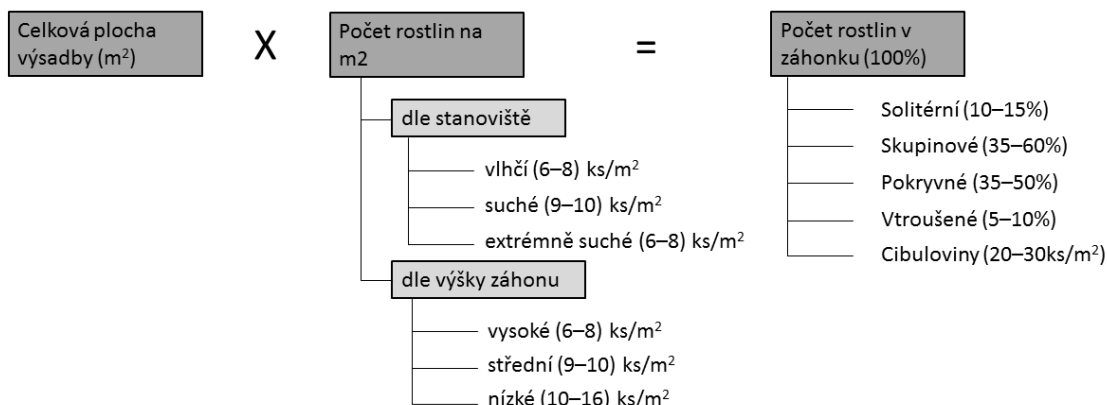 Celková plocha
výsadby (m²)
X
Počet rostlin na
m2
=
Počet rostlin v
záhonku (100%)
dle stanoviště
vlhčí (6–8) ks/m²
suché (9–10) ks/m²
extrémně suché (6–8) ks/m²
dle výšky záhonu
vysoké (6–8) ks/m²
střední (9–10) ks/m²
nízké (10–16) ks/m²
Solitérní (10–15%)
Skupinové (35–60%)
Pokryvné (35–50%)
Vtroušené (5–10%)
Cibuloviny (20–30ks/m²)